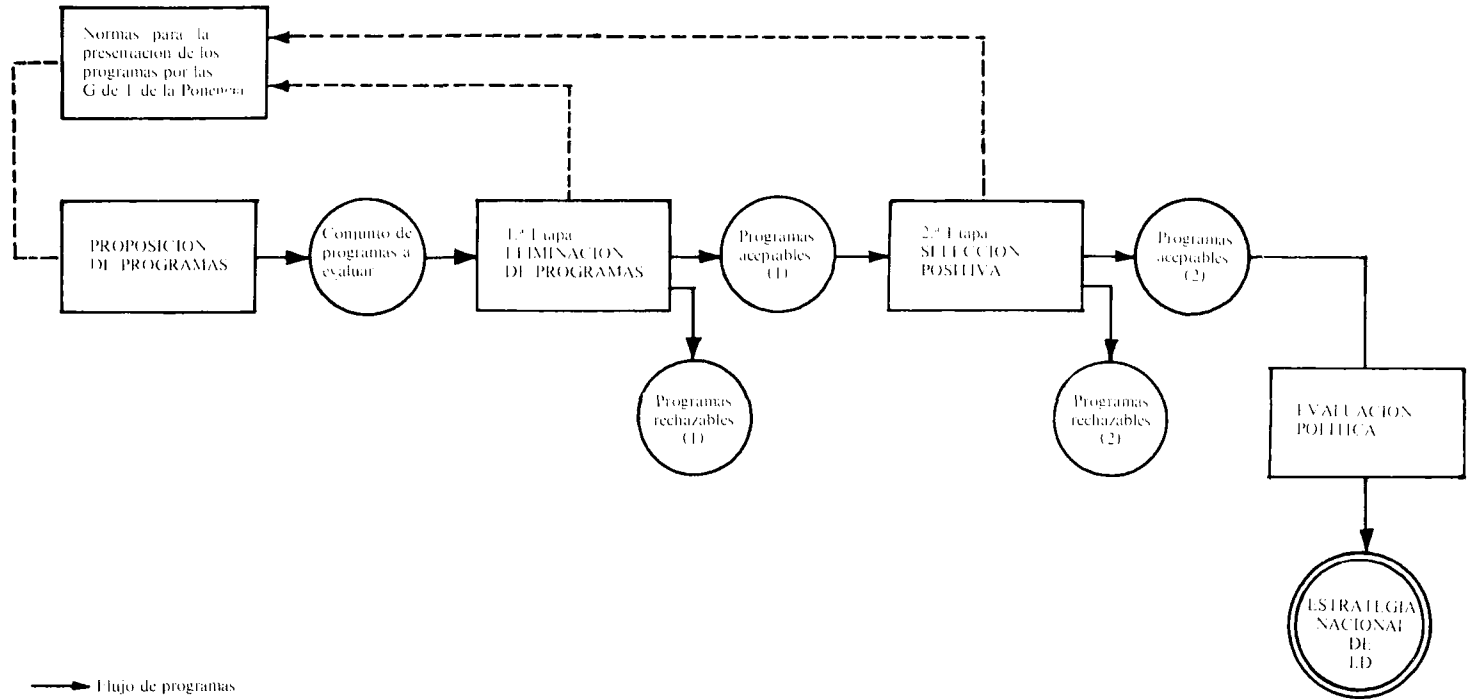 Normas para la
presentacion de los
programas por las
G de T de la Ponencia
PROPOSICION
DE PROGRAMAS
Conjunto de
programas a
evaluar
1.ª Etapa
ELIMINACION
DE PROGRAMAS
Programas
aceptables
(1)
2.ª Etapa
SELECCION
POSITIVA
Programas
aceptables
(2)
Programas
rechazables
(1)
Programas
rechazables
(2)
EVALUACION
POLITICA
ESTRATEGIA
NACIONAL
DE
I.D
Flujo de programas